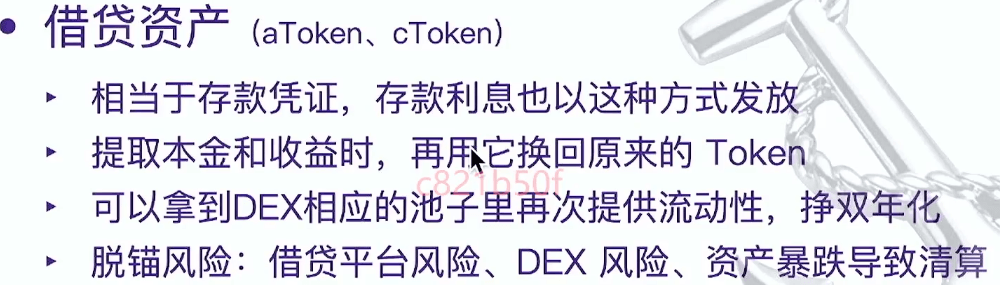 • 借贷资产（aToken、cToken）
‣ 相当于存款凭证，存款利息也以这种方式发放
‣ 提取本金和收益时，再用它换回原来的 Token
c821b50f
‣ 可以拿到DEX相应的池子里再次提供流动性，挣双年化
‣ 脱锚风险：借贷平台风险、DEX 风险、资产暴跌导致清算